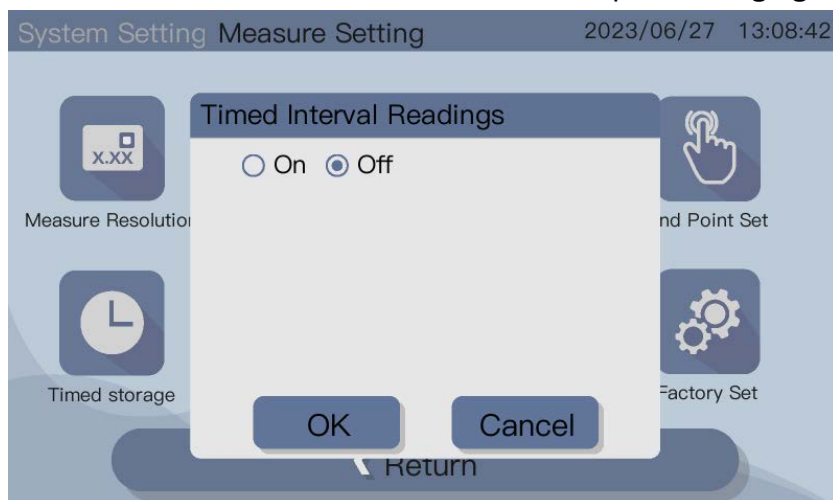 System Setting Measure Setting 2023/06/27 13:08:42
Timed Interval Readings
X.XX
On Off
Measure Resolution
nd Point Set
Timed storage
Factory Set
OK Cancel
Return